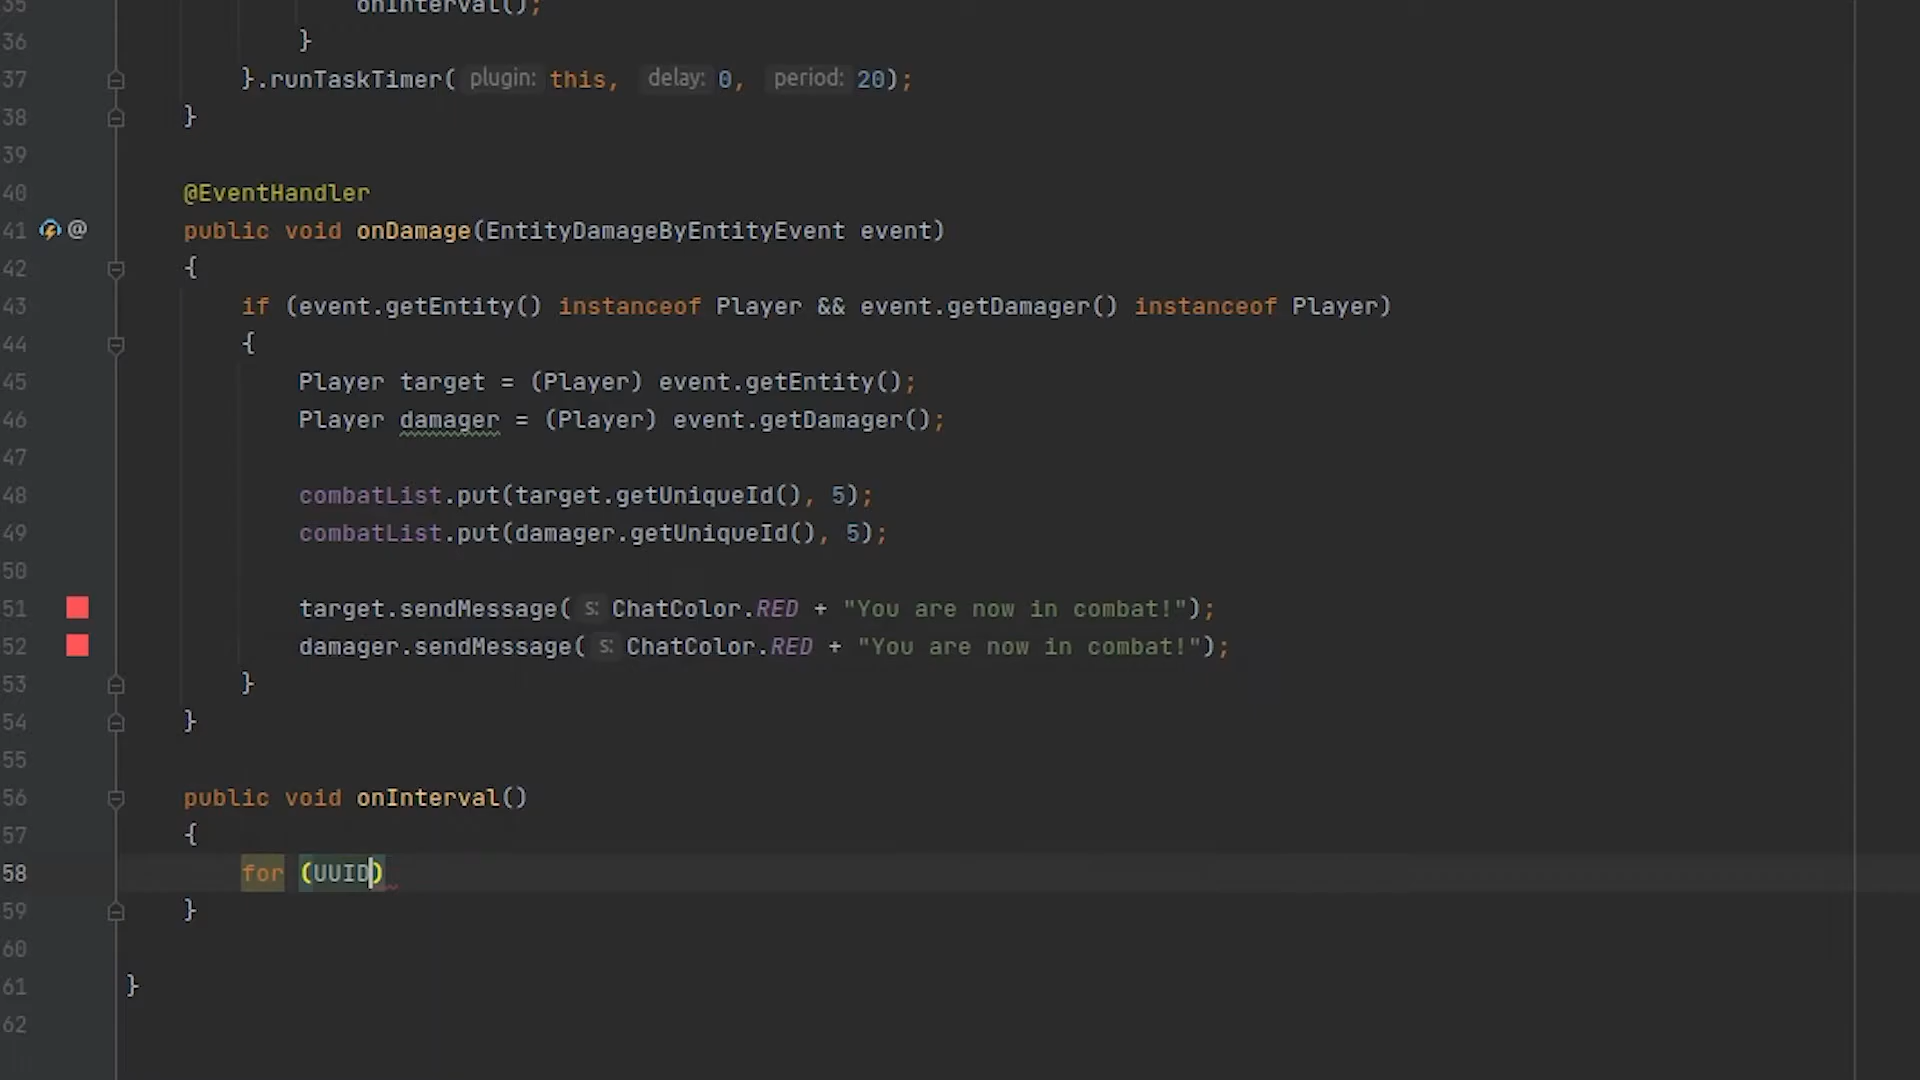 35 onInterval();
36 }
37 }.runTaskTimer( plugin: this, delay: 0, period: 20);
38 }
39
40 @EventHandler
41 @ public void onDamage(EntityDamageByEntityEvent event)
42 {
43 if (event.getEntity() instanceof Player && event.getDamager() instanceof Player)
44 {
45 Player target = (Player) event.getEntity();
46 Player damager = (Player) event.getDamager();
47
48 combatList.put(target.getUniqueId(), 5);
49 combatList.put(damager.getUniqueId(), 5);
50
51 target.sendMessage( s: ChatColor.RED + "You are now in combat!");
52 damager.sendMessage( s: ChatColor.RED + "You are now in combat!");
53 }
54 }
55
56 public void onInterval()
57 {
58 for (UUID)
59 }
60
61 }
62